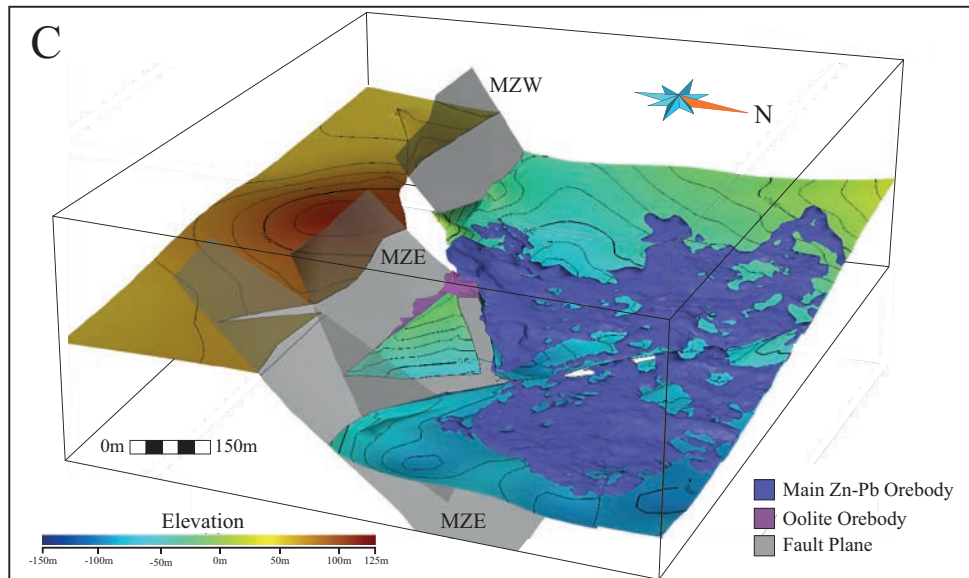 C
MZW
N
MZE
0m 150m
MZE
Main Zn-Pb Orebody
Oolite Orebody
Fault Plane
Elevation
-150m -100m -50m 0m 50m 100m 125m